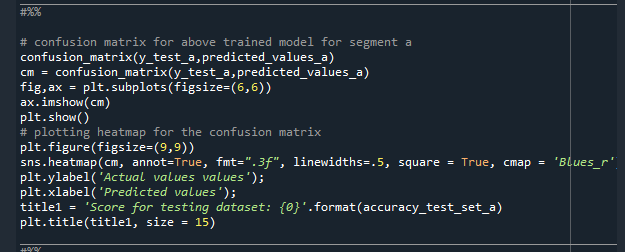 #%%
# confusion matrix for above trained model for segment a
confusion_matrix(y_test_a,predicted_values_a)
cm = confusion_matrix(y_test_a,predicted_values_a)
fig,ax = plt.subplots(figsize=(6,6))
ax.imshow(cm)
plt.show()
# plotting heatmap for the confusion matrix
plt.figure(figsize=(9,9))
sns.heatmap(cm, annot=True, fmt=".3f", linewidths=.5, square = True, cmap = 'Blues_r'
plt.ylabel('Actual values values');
plt.xlabel('Predicted values');
title1 = 'Score for testing dataset: {0}'.format(accuracy_test_set_a)
plt.title(title1, size = 15)
#%%